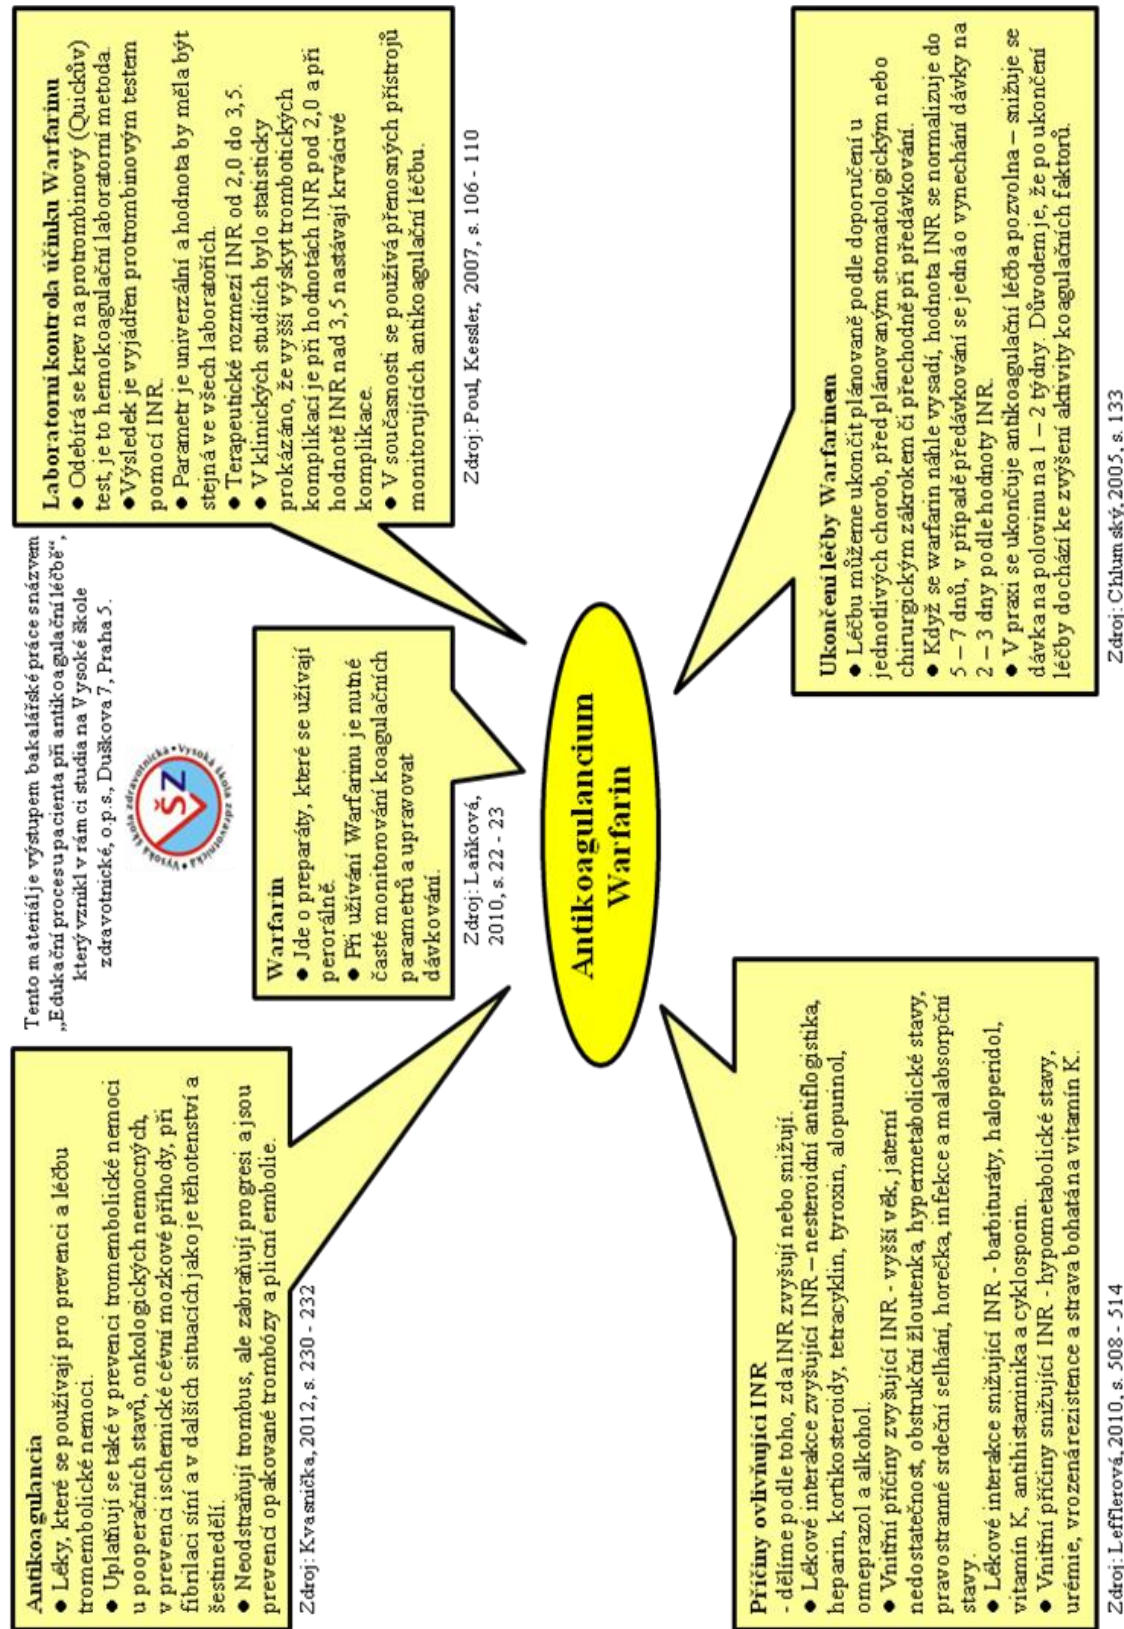 Antikoagulancia
● Léky, které se používají pro prevenci a léčbu
tromembolické nemoci.
● Uplatňují se také v prevenci tromembolické nemoci
u pooperačních stavů, onkologických nemocných,
v prevenci ischemické cévní mozkové příhody, při
fibrilaci síní a v dalších situacích jako je těhotenství a
šestinedělí.
● Neodstraňují trombus, ale zabraňují progresi a jsou
prevencí opakované trombózy a plicní embolie.
Zdroj: Kvasnička, 2012, s. 230 - 232
Tento materiál je výstupem bakalářské práce s názvem
„Edukační proces u pacienta při antikoagulační léčbě“,
který vznikl v rámci studia na Vysoké škole
zdravotnické, o.p.s., Duškova 7, Praha 5.
Vysoká škola zdravotnická • Vysoká škola zdravotnická •
VŠZ
Warfarin
● Jde o preparáty, které se užívají
perorálně.
● Při užívání Warfarinu je nutné
časté monitorování koagulačních
parametrů a upravovat
dávkování.
Zdroj: Laňková,
2010, s. 22 - 23
Laboratorní kontrola účinku Warfarinu
● Odebírá se krev na protrombinový (Quickův)
test, je to hemokoagulační laboratorní metoda.
● Výsledek je vyjádřen protrombinovým testem
pomocí INR.
● Parametr je univerzální a hodnota by měla být
stejná ve všech laboratořích.
● Terapeutické rozmezí INR od 2,0 do 3,5.
● V klinických studiích bylo statisticky
prokázáno, že vyšší výskyt trombotických
komplikací je při hodnotách INR pod 2,0 a při
hodnotě INR nad 3,5 nastávají krvácivé
komplikace.
● V současnosti se používá přenosných přístrojů
monitorujících antikoagulační léčbu.
Zdroj: Poul, Kessler, 2007, s. 106 - 110
Antikoagulancium
Warfarin
Příčiny ovlivňující INR
- dělíme podle toho, zda INR zvyšují nebo snižují.
● Lékové interakce zvyšující INR – nesteroidní antiflogistika,
heparin, kortikosteroidy, tetracyklin, tyroxin, alopurinol,
omeprazol a alkohol.
● Vnitřní příčiny zvyšující INR - vyšší věk, jaterní
nedostatečnost, obstrukční žloutenka, hypermetabolické stavy,
pravostranné srdeční selhání, horečka, infekce a malabsorpční
stavy.
● Lékové interakce snižující INR - barbituráty, haloperidol,
vitamín K, antihistaminika a cyklosporin.
● Vnitřní příčiny snižující INR - hypometabolické stavy,
urémie, vrozená rezistence a strava bohatá na vitamín K.
Zdroj: Lefflerová, 2010, s. 508 - 514
Ukončení léčby Warfarinem
● Léčbu můžeme ukončit plánovaně podle doporučení u
jednotlivých chorob, před plánovaným stomatologickým nebo
chirurgickým zákrokem či přechodně při předávkování.
● Když se warfarin náhle vysadí, hodnota INR se normalizuje do
5 – 7 dnů, v případě předávkování se jedná o vynechání dávky na
2 – 3 dny podle hodnoty INR.
● V praxi se ukončuje antikoagulační léčba pozvolna – snižuje se
dávka na polovinu na 1 – 2 týdny. Důvodem je, že po ukončení
léčby dochází ke zvýšení aktivity koagulačních faktorů.
Zdroj: Chlumský, 2005, s. 133